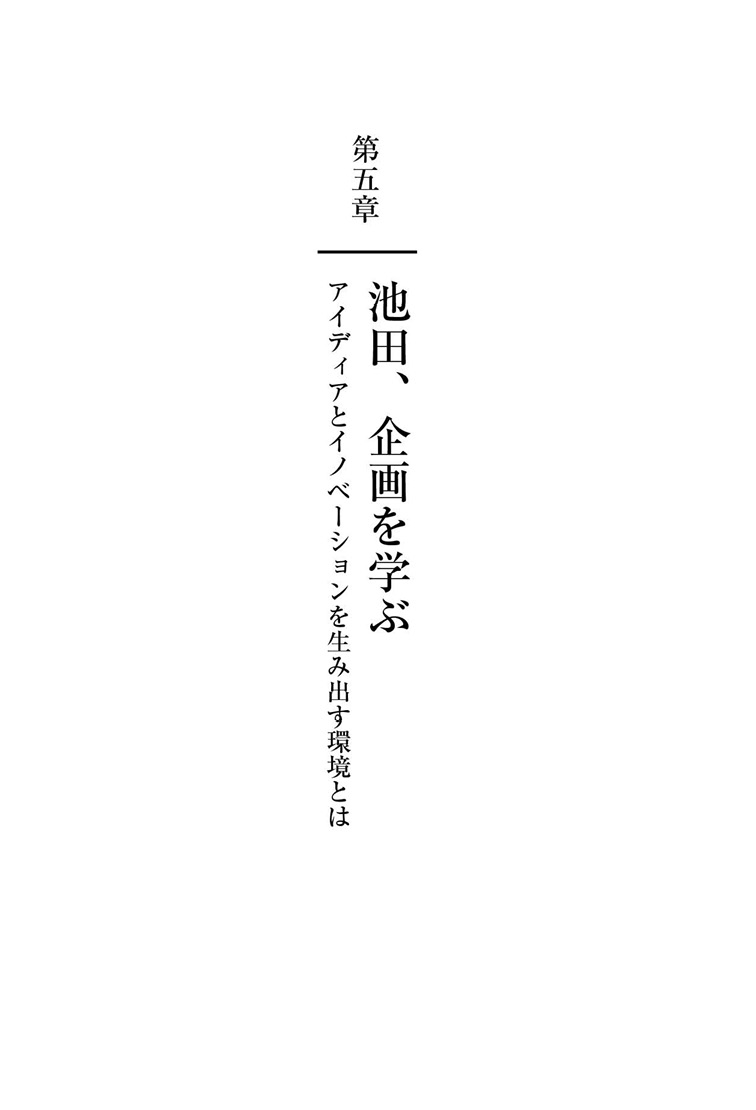 第五章
池田、企画を学ぶ
アイディアとイノベーションを生み出す環境とは